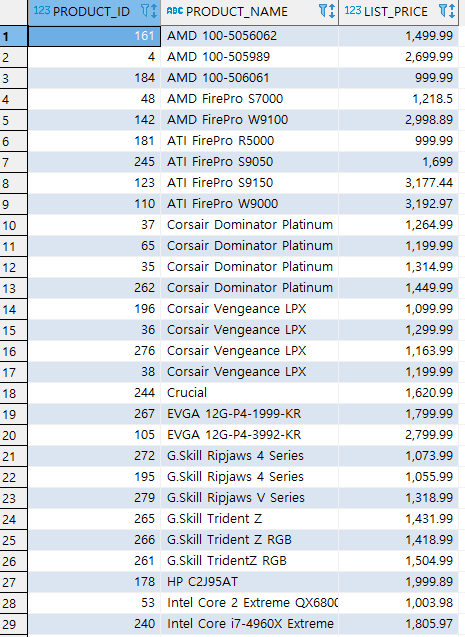 123 PRODUCT_ID ABC PRODUCT_NAME 123 LIST_PRICE
1 161 AMD 100-5056062 1,499.99
2 4 AMD 100-505989 2,699.99
3 184 AMD 100-506061 999.99
4 48 AMD FirePro S7000 1,218.5
5 142 AMD FirePro W9100 2,998.89
6 181 ATI FirePro R5000 999.99
7 245 ATI FirePro S9050 1,699
8 123 ATI FirePro S9150 3,177.44
9 110 ATI FirePro W9000 3,192.97
10 37 Corsair Dominator Platinum 1,264.99
11 65 Corsair Dominator Platinum 1,199.99
12 35 Corsair Dominator Platinum 1,314.99
13 262 Corsair Dominator Platinum 1,449.99
14 196 Corsair Vengeance LPX 1,099.99
15 36 Corsair Vengeance LPX 1,299.99
16 276 Corsair Vengeance LPX 1,163.99
17 38 Corsair Vengeance LPX 1,199.99
18 244 Crucial 1,620.99
19 267 EVGA 12G-P4-1999-KR 1,799.99
20 105 EVGA 12G-P4-3992-KR 2,799.99
21 272 G.Skill Ripjaws 4 Series 1,073.99
22 195 G.Skill Ripjaws 4 Series 1,055.99
23 279 G.Skill Ripjaws V Series 1,318.99
24 265 G.Skill Trident Z 1,431.99
25 266 G.Skill Trident Z RGB 1,418.99
26 261 G.Skill TridentZ RGB 1,504.99
27 178 HP C2J95AT 1,999.89
28 53 Intel Core 2 Extreme QX6800 1,003.98
29 240 Intel Core i7-4960X Extreme 1,805.97